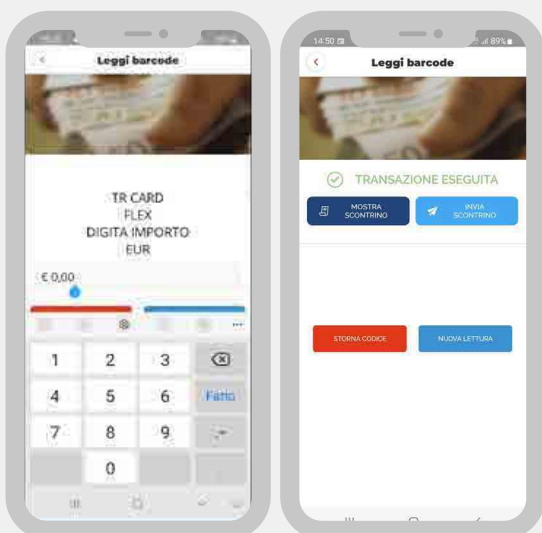 Leggi barcode
TR CARD
FLEX
DIGITA IMPORTO
EUR
€ 0,00
1 2 3
4 5 6 Fatto
7 8 9
0
14:50 89%
Leggi barcode
TRANSAZIONE ESEGUITA
MOSTRA
SCONTRINO
INVIA
SCONTRINO
STORNA CODICE
NUOVA LETTURA